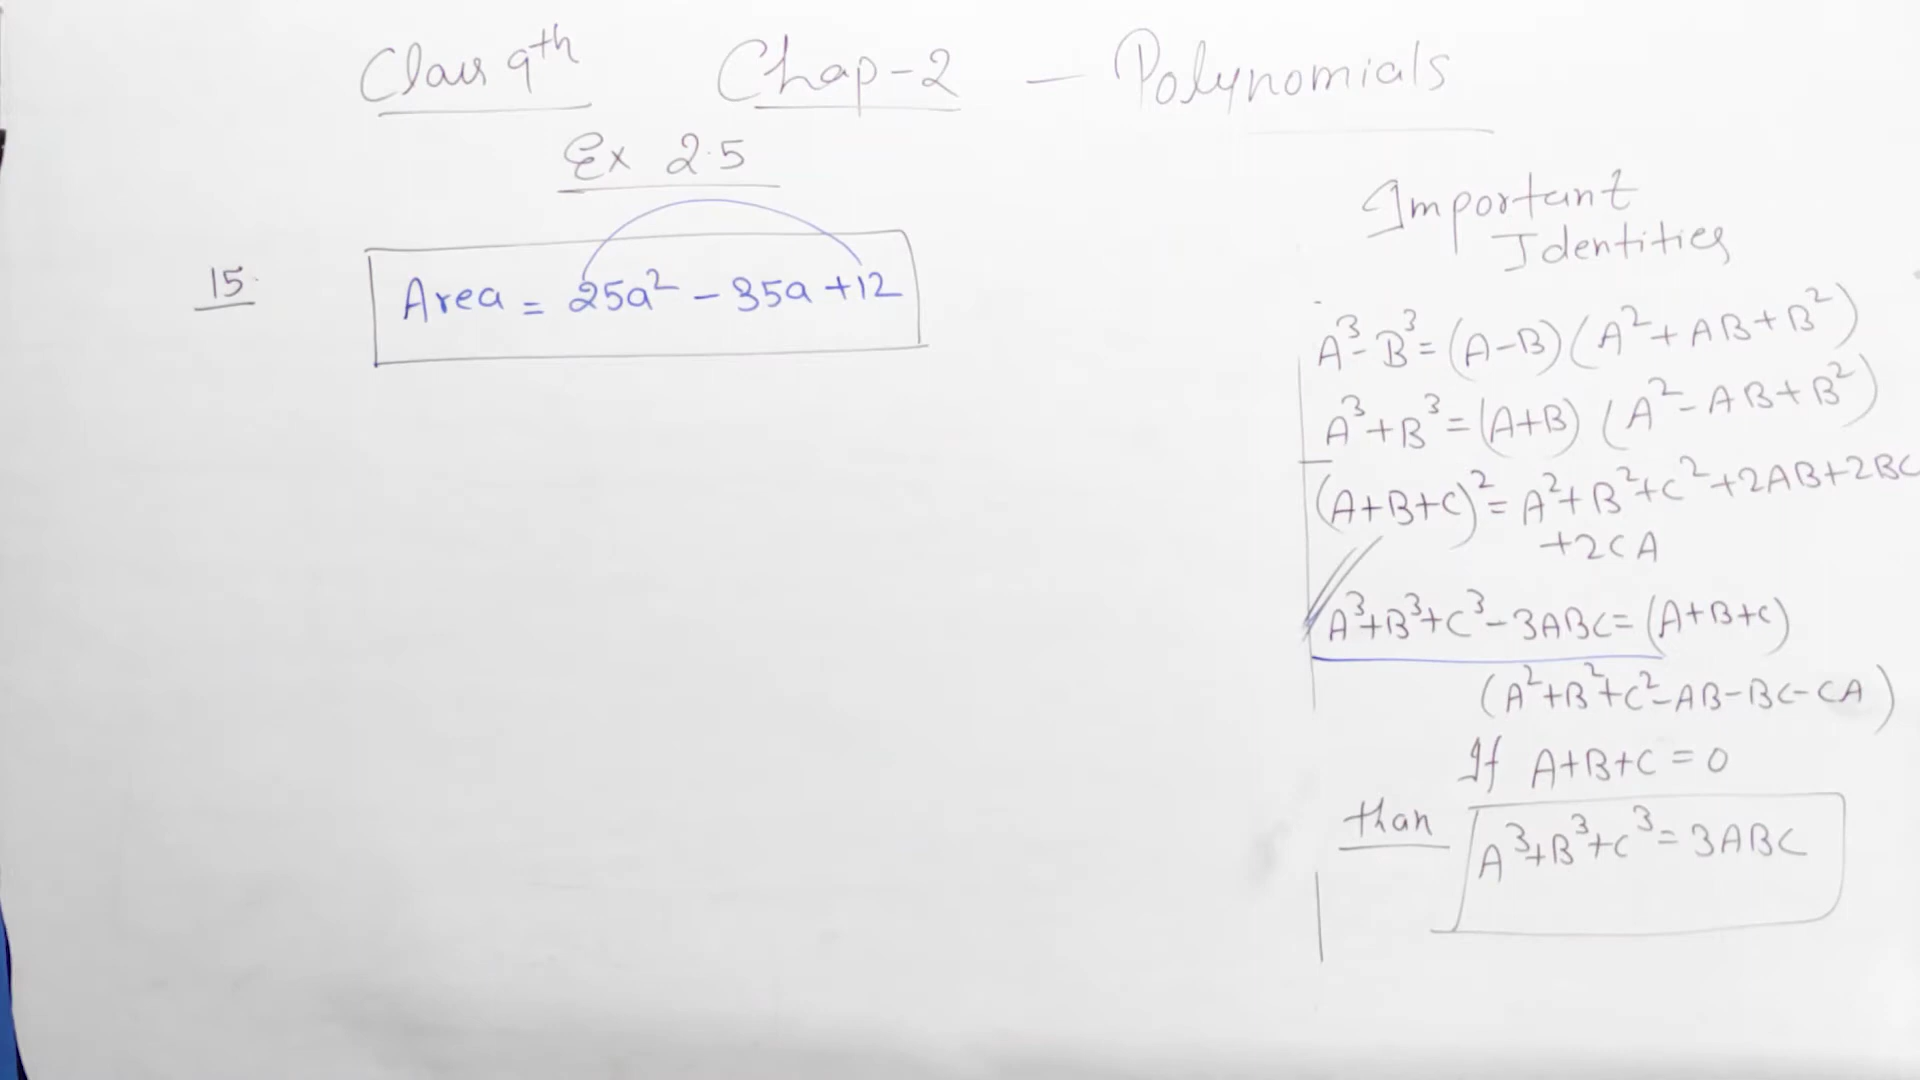 Class 9th Chap-2 - Polynomials
Ex 2.5
15.
Area = 25a² - 35a + 12
Important
Identities
A³-B³ = (A-B) (A² + AB + B²)
A³+B³ = (A+B) (A² - AB + B²)
(A+B+C)² = A²+B²+C²+2AB+2BC
+2CA
A³+B³+C³-3ABC = (A+B+C)
(A²+B²+C²-AB-BC-CA)
If A+B+C = 0
than A³+B³+C³ = 3ABC